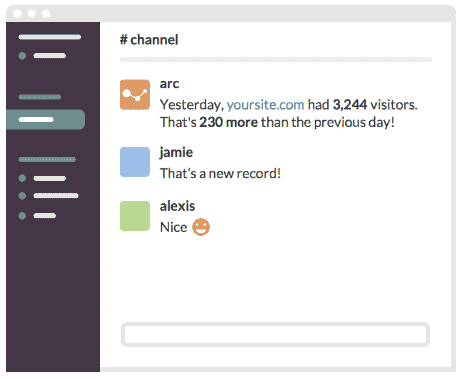 # channel
arc
Yesterday, yoursite.com had 3,244 visitors.
That's 230 more than the previous day!
jamie
That's a new record!
alexis
Nice